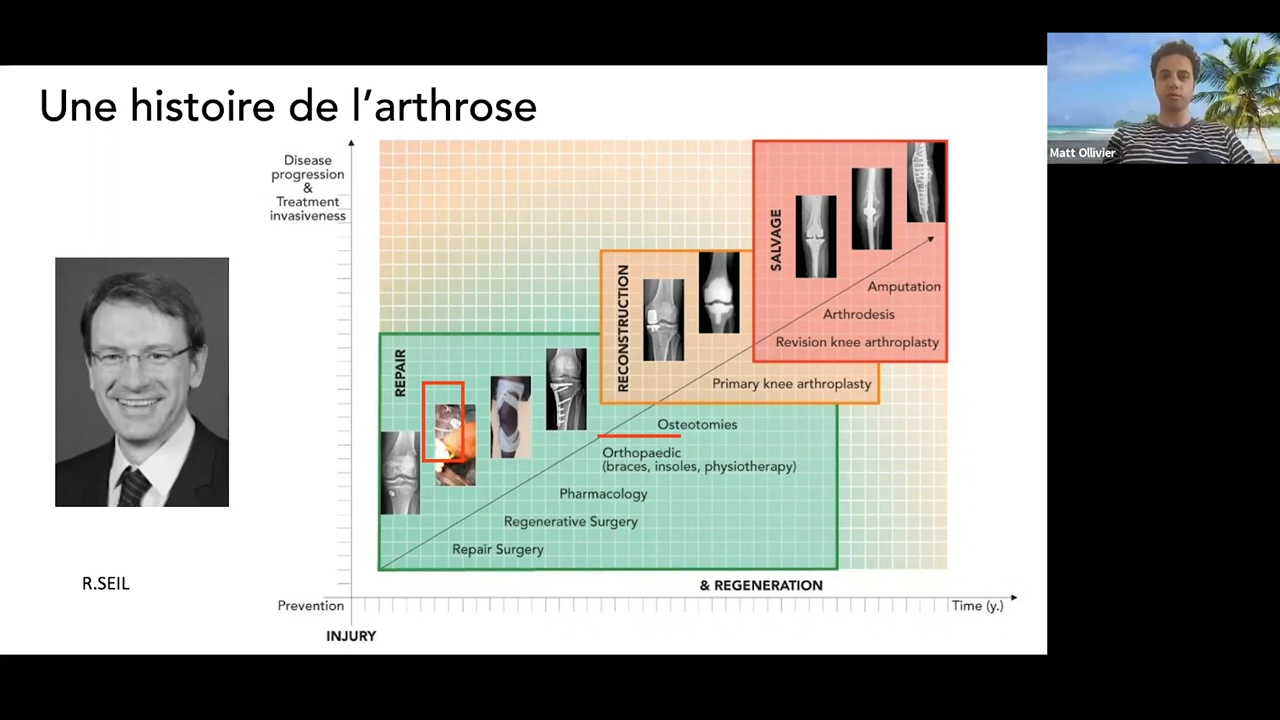 Une histoire de l’arthrose
Matt Ollivier
Disease
progression
&
Treatment
invasiveness
SALVAGE
Amputation
Arthrodesis
Revision knee arthroplasty
RECONSTRUCTION
Primary knee arthroplasty
REPAIR
Osteotomies
Orthopaedic
(braces, insoles, physiotherapy)
Pharmacology
Regenerative Surgery
Repair Surgery
R.SEIL
& REGENERATION
Prevention
Time (y.)
INJURY